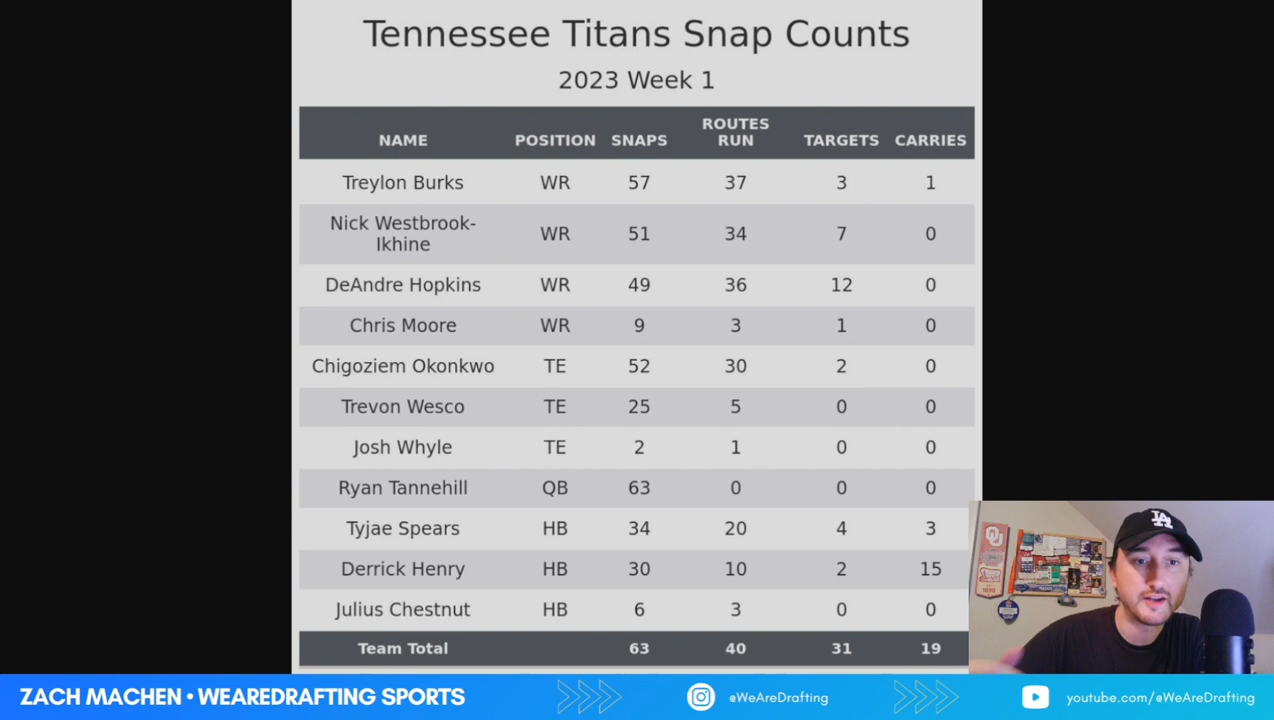 Tennessee Titans Snap Counts
2023 Week 1
NAME POSITION SNAPS ROUTES RUN TARGETS CARRIES
Treylon Burks WR 57 37 3 1
Nick Westbrook-
Ikhine WR 51 34 7 0
DeAndre Hopkins WR 49 36 12 0
Chris Moore WR 9 3 1 0
Chigoziem Okonkwo TE 52 30 2 0
Trevon Wesco TE 25 5 0 0
Josh Whyle TE 2 1 0 0
Ryan Tannehill QB 63 0 0 0
Tyjae Spears HB 34 20 4 3
Derrick Henry HB 30 10 2 15
Julius Chestnut HB 6 3 0 0
Team Total 63 40 31 19
OU
LA
ZACH MACHEN • WEAREDRAFTING SPORTS @WeAreDrafting youtube.com/@WeAreDrafting